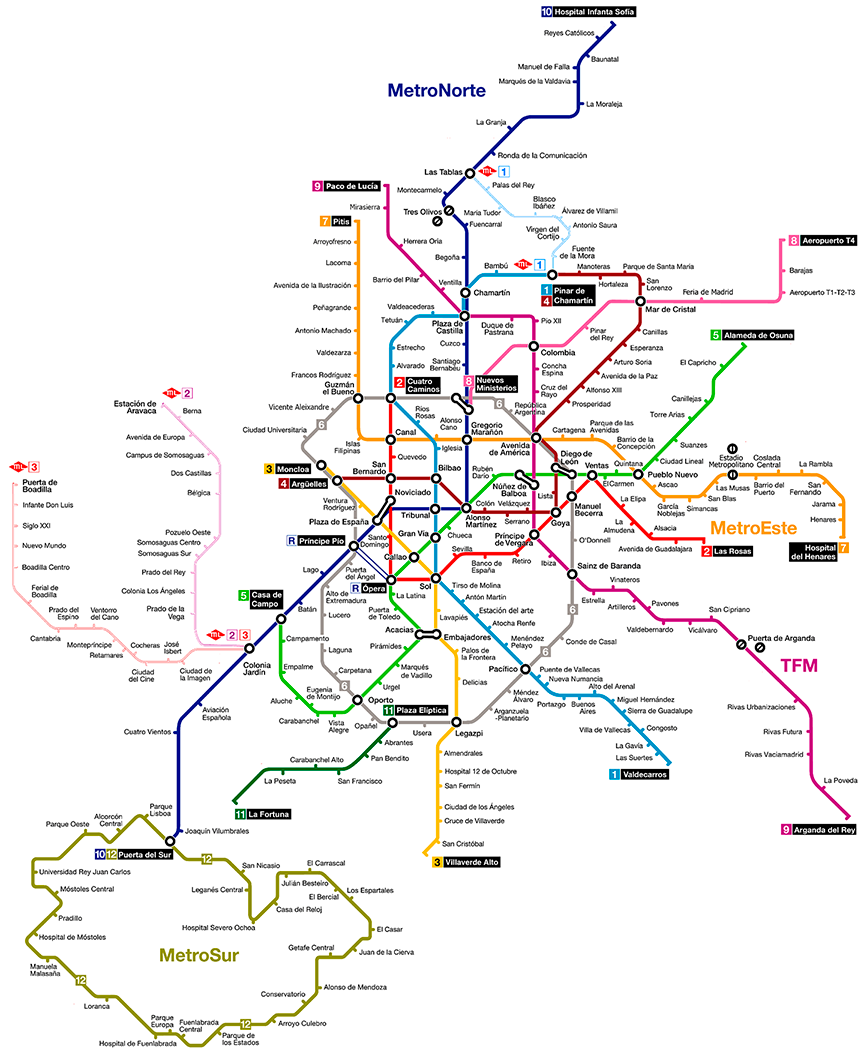 10 Hospital Infanta Sofía
Reyes Católicos
Baunatal
Manuel de Falla
Marqués de la Valdavia
MetroNorte
La Moraleja
La Granja
Ronda de la Comunicación
Las Tablas
ML 1
9 Paco de Lucía
Montecarmelo
Palas del Rey
Mirasierra
Tres Olivos
María Tudor
Blasco
Ibáñez
Álvarez de Villamil
7 Pitis
Fuencarral
Virgen del
Cortijo
Antonio Saura
Arroyofresno
Herrera Oria
Begoña
Fuente
de la Mora
8 Aeropuerto T4
Lacoma
Bambú
ML 1
Manoteras
Parque de Santa María
Barajas
Barrio del Pilar
Ventilla
Hortaleza
San
Lorenzo
Avenida de la Ilustración
Chamartín
1 Pinar de
4 Chamartín
Feria de Madrid
Aeropuerto T1-T2-T3
Peñagrande
Valdeacederas
Mar de Cristal
Tetuán
Plaza de
Castilla
Duque de
Pastrana
Pío XII
Antonio Machado
Pinar
del Rey
Canillas
5 Alameda de Osuna
Estrecho
Cuzco
Colombia
Esperanza
Valdezarza
Alvarado
Santiago
Bernabeu
Concha
Espina
Arturo Soria
El Capricho
Francos Rodríguez
Avenida de la Paz
Guzmán
el Bueno
2 Cuatro
Caminos
8 Nuevos
Ministerios
Cruz del
Rayo
Alfonso XIII
Canillejas
ML 2
Estación de
Aravaca
Berna
Vicente Aleixandre
6
Ríos
Rosas
6
República
Argentina
Prosperidad
Torre Arias
Ciudad Universitaria
6
Alonso
Cano
Gregorio
Marañón
Cartagena
Parque de las
Avenidas
Avenida de Europa
Islas
Filipinas
Canal
Iglesia
Avenida
de América
Barrio de la
Concepción
Suanzes
Campus de Somosaguas
Quevedo
Diego de
León
Ciudad Lineal
Estadio
Metropolitano
Coslada
Central
La Rambla
ML 3
3 Moncloa
San
Bernardo
Bilbao
Rubén
Darío
Ventas
Quintana
Pueblo Nuevo
Dos Castillas
4 Argüelles
Núñez de
Balboa
Lista
El Carmen
Ascao
Las Musas
Barrio del
Puerto
San
Fernando
Puerta de
Boadilla
Bélgica
Noviciado
Manuel
Becerra
La Elipa
García
Noblejas
San Blas
Simancas
Jarama
Infante Don Luis
Ventura
Rodríguez
Tribunal
Alonso
Martínez
Colón
Velázquez
Serrano
Goya
La
Almudena
Alsacia
MetroEste
Henares
Siglo XXI
Plaza de España
Gran Vía
Chueca
Príncipe
de Vergara
O'Donnell
Avenida de Guadalajara
2 Las Rosas
Hospital
del Henares
7
Pozuelo Oeste
R Príncipe Pío
Santo
Domingo
Callao
Sevilla
Nuevo Mundo
Somosaguas Centro
Somosaguas Sur
Puerta
del Ángel
Banco de
España
Retiro
Ibiza
Sainz de Baranda
Boadilla Centro
Prado del Rey
Lago
R Ópera
Sol
Tirso de Molina
Vinateros
Colonia Los Ángeles
5 Casa de
Campo
Batán
Alto de
Extremadura
La Latina
Antón Martín
Estrella
Pavones
Ferial de
Boadilla
Prado de la
Vega
Lucero
Puerta
de Toledo
Lavapiés
Estación del arte
Artilleros
San Cipriano
Prado del
Espino
Ventorro
del Cano
Atocha Renfe
6
Valdebernardo
Vicálvaro
Puerta de Arganda
Cantabria
ML 2 3
Campamento
Acacias
Embajadores
Menéndez
Pelayo
Conde de Casal
Montepríncipe
Cocheras
José
Isbert
Colonia
Jardín
Laguna
Pirámides
Palos de
la Frontera
Retamares
Empalme
Carpetana
Marqués
de Vadillo
Pacífico
Puente de Vallecas
TFM
Ciudad
del Cine
Ciudad de
la Imagen
Eugenia
de Montijo
6
Urgel
Delicias
Nueva Numancia
Alto del Arenal
Aluche
Oporto
Méndez
Álvaro
Portazgo
Buenos
Aires
Miguel Hernández
Rivas Urbanizaciones
Aviación
Española
Carabanchel
Vista
Alegre
Opañel
11 Plaza Elíptica
Usera
Legazpi
Arganzuela
-Planetario
Sierra de Guadalupe
Cuatro Vientos
Villa de Vallecas
Congosto
Rivas Futura
Abrantes
Almendrales
La Gavia
Rivas Vaciamadrid
Carabanchel Alto
Pan Bendito
Las Suertes
La Peseta
San Francisco
Hospital 12 de Octubre
1 Valdecarros
La Poveda
San Fermín
11 La Fortuna
Parque
Lisboa
Ciudad de los Ángeles
Alcorcón
Central
Cruce de Villaverde
Parque Oeste
Joaquín Vilumbrales
9 Arganda del Rey
San Cristóbal
10 12 Puerta del Sur
12
3 Villaverde Alto
Universidad Rey Juan Carlos
San Nicasio
El Carrascal
Móstoles Central
Leganés Central
Julián Besteiro
Los Espartales
El Bercial
Pradillo
Casa del Reloj
Hospital Severo Ochoa
El Casar
Hospital de Móstoles
MetroSur
Getafe Central
Juan de la Cierva
Manuela
Malasaña
12
Alonso de Mendoza
Loranca
Conservatorio
Parque
Europa
Fuenlabrada
Central
12
Arroyo Culebro
Parque de
los Estados
Hospital de Fuenlabrada